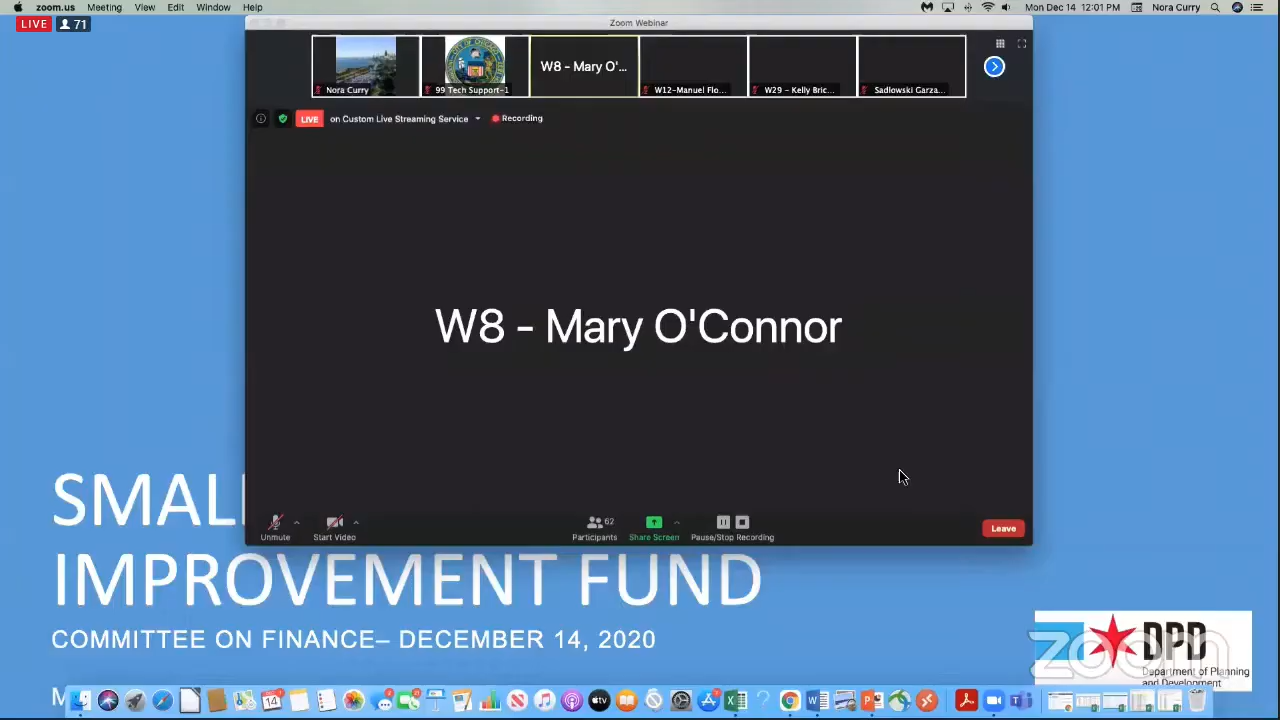 zoom.us Meeting View Edit Window Help Mon Dec 14 12:01 PM Nora Curry
LIVE 71
Zoom Webinar
W8 - Mary O'...
Nora Curry 99 Tech Support-1 W12-Manuel Flo... W29 - Kelly Bric... Sadlowski Garza...
LIVE on Custom Live Streaming Service Recording
W8 - Mary O'Connor
62
Unmute Start Video Participants Share Screen Pause/Stop Recording Leave
SMAL
IMPROVEMENT FUND
COMMITTEE ON FINANCE– DECEMBER 14, 2020
DPD
zoom
Department of Planning
and Development
M
14